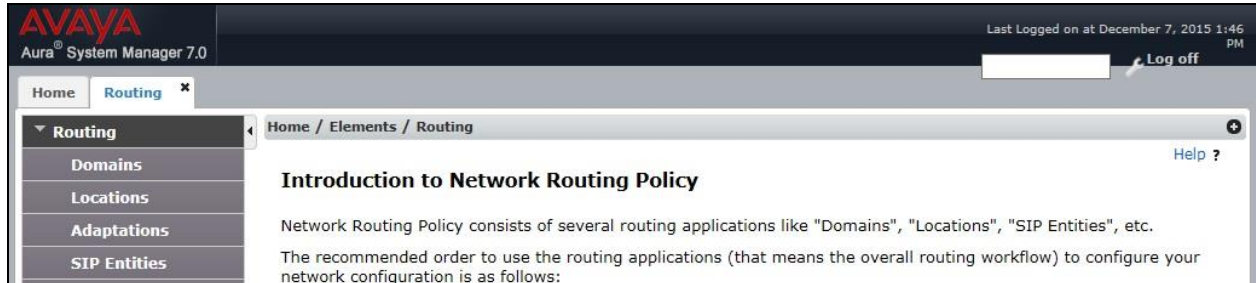 AVAYA
Aura® System Manager 7.0
Last Logged on at December 7, 2015 1:46
PM
Log off
Home
Routing ×
Routing
Domains
Locations
Adaptations
SIP Entities
Home / Elements / Routing
Help ?
Introduction to Network Routing Policy
Network Routing Policy consists of several routing applications like "Domains", "Locations", "SIP Entities", etc.
The recommended order to use the routing applications (that means the overall routing workflow) to configure your
network configuration is as follows: